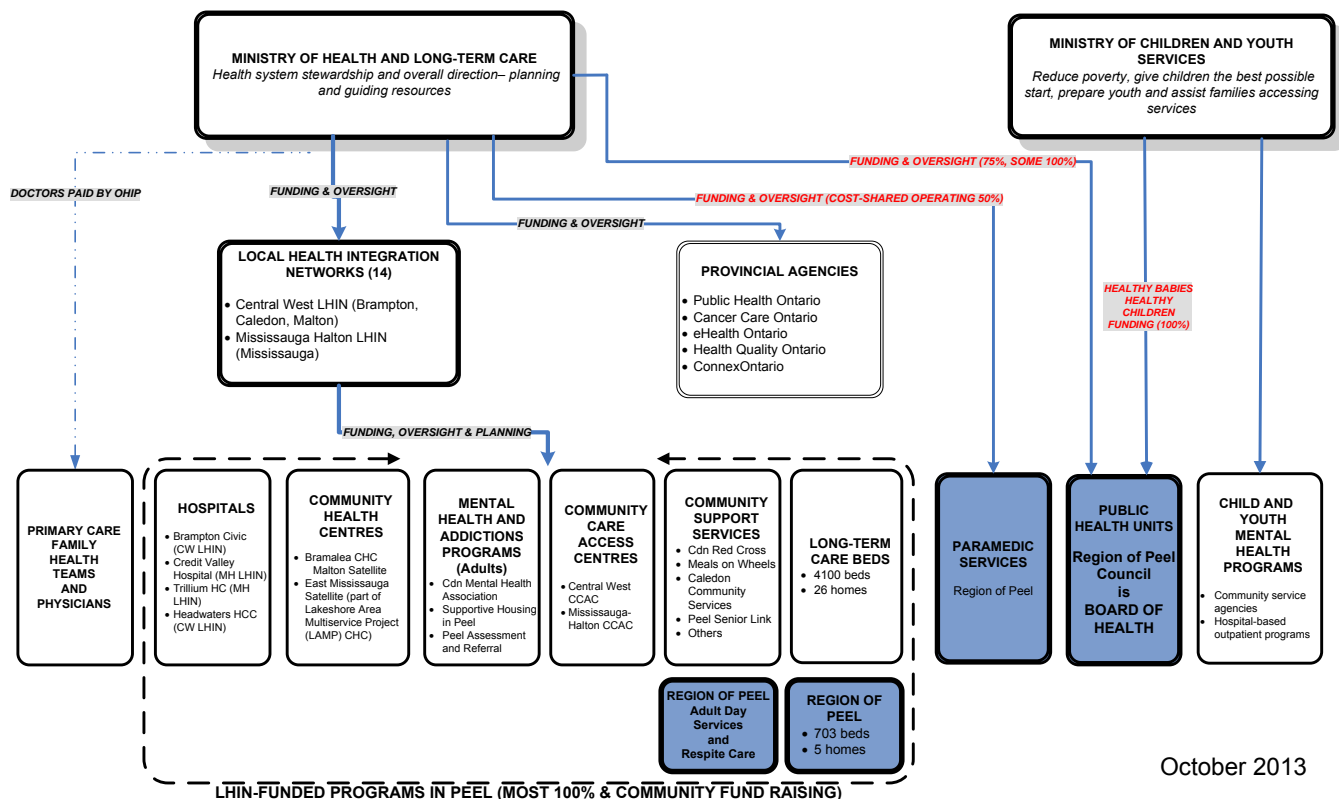 MINISTRY OF HEALTH AND LONG-TERM CARE
Health system stewardship and overall direction– planning
and guiding resources
MINISTRY OF CHILDREN AND YOUTH
SERVICES
Reduce poverty, give children the best possible
start, prepare youth and assist families accessing
services
DOCTORS PAID BY OHIP
FUNDING & OVERSIGHT
FUNDING & OVERSIGHT (75%, SOME 100%)
FUNDING & OVERSIGHT (COST-SHARED OPERATING 50%)
FUNDING & OVERSIGHT
LOCAL HEALTH INTEGRATION
NETWORKS (14)
• Central West LHIN (Brampton,
Caledon, Malton)
• Mississauga Halton LHIN
(Mississauga)
PROVINCIAL AGENCIES
• Public Health Ontario
• Cancer Care Ontario
• eHealth Ontario
• Health Quality Ontario
• ConnexOntario
HEALTHY BABIES
HEALTHY
CHILDREN
FUNDING (100%)
FUNDING, OVERSIGHT & PLANNING
PRIMARY CARE
FAMILY
HEALTH
TEAMS
AND
PHYSICIANS
HOSPITALS
• Brampton Civic
(CW LHIN)
• Credit Valley
Hospital (MH LHIN)
• Trillium HC (MH
LHIN)
• Headwaters HCC
(CW LHIN)
COMMUNITY
HEALTH
CENTRES
• Bramalea CHC
Malton Satellite
• East Mississauga
Satellite (part of
Lakeshore Area
Multiservice Project
(LAMP) CHC)
MENTAL
HEALTH AND
ADDICTIONS
PROGRAMS
(Adults)
• Cdn Mental Health
Association
• Supportive Housing
in Peel
• Peel Assessment
and Referral
COMMUNITY
CARE
ACCESS
CENTRES
• Central West
CCAC
• Mississauga-
Halton CCAC
COMMUNITY
SUPPORT
SERVICES
• Cdn Red Cross
• Meals on Wheels
• Caledon
Community
Services
• Peel Senior Link
• Others
LONG-TERM
CARE BEDS
• 4100 beds
• 26 homes
PARAMEDIC
SERVICES
Region of Peel
PUBLIC
HEALTH UNITS
Region of Peel
Council
is
BOARD OF
HEALTH
CHILD AND
YOUTH
MENTAL
HEALTH
PROGRAMS
• Community service
agencies
• Hospital-based
outpatient programs
REGION OF PEEL
Adult Day
Services
and
Respite Care
REGION OF
PEEL
• 703 beds
• 5 homes
October 2013
LHIN-FUNDED PROGRAMS IN PEEL (MOST 100% & COMMUNITY FUND RAISING)